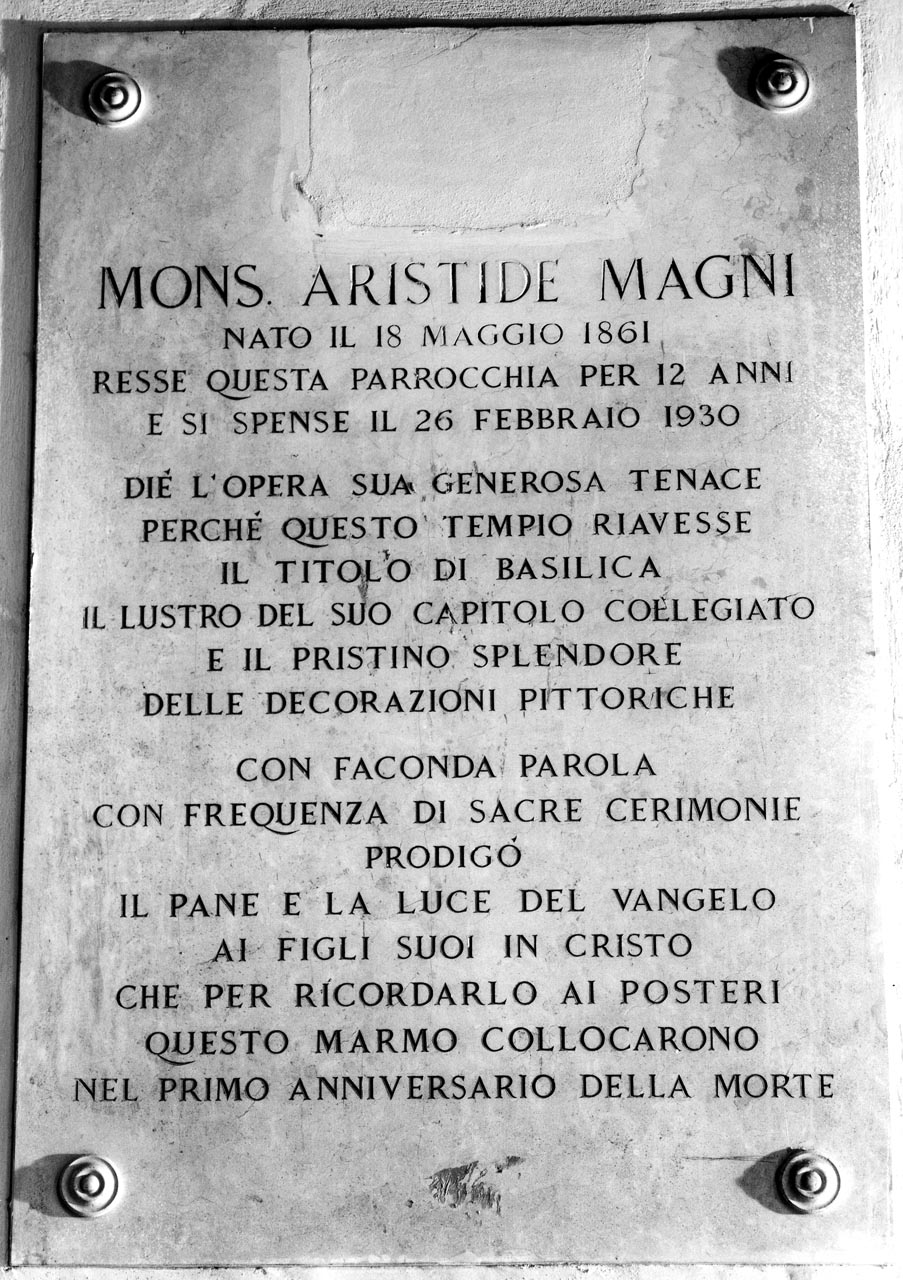 MONS. ARISTIDE MAGNI
NATO IL 18 MAGGIO 1861
RESSE QUESTA PARROCCHIA PER 12 ANNI
E SI SPENSE IL 26 FEBBRAIO 1930
DIÉ L'OPERA SUA GENEROSA TENACE
PERCHÉ QUESTO TEMPIO RIAVESSE
IL TITOLO DI BASILICA
IL LUSTRO DEL SUO CAPITOLO COLLEGIATO
E IL PRISTINO SPLENDORE
DELLE DECORAZIONI PITTORICHE
CON FACONDA PAROLA
CON FREQUENZA DI SACRE CERIMONIE
PRODIGÓ
IL PANE E LA LUCE DEL VANGELO
AI FIGLI SUOI IN CRISTO
CHE PER RICORDARLO AI POSTERI
QUESTO MARMO COLLOCARONO
NEL PRIMO ANNIVERSARIO DELLA MORTE